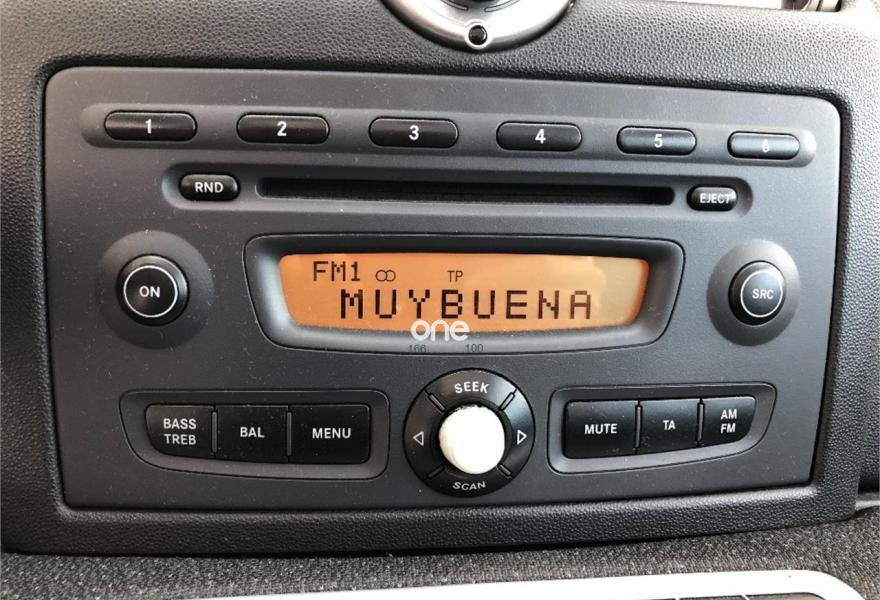 1 2 3 4 5 6
RND EJECT
FM1 TP
ON MUYBUENA SRC
one
166 100
SEEK
BASS
TREB
BAL MENU
MUTE TA
AM
FM
SCAN